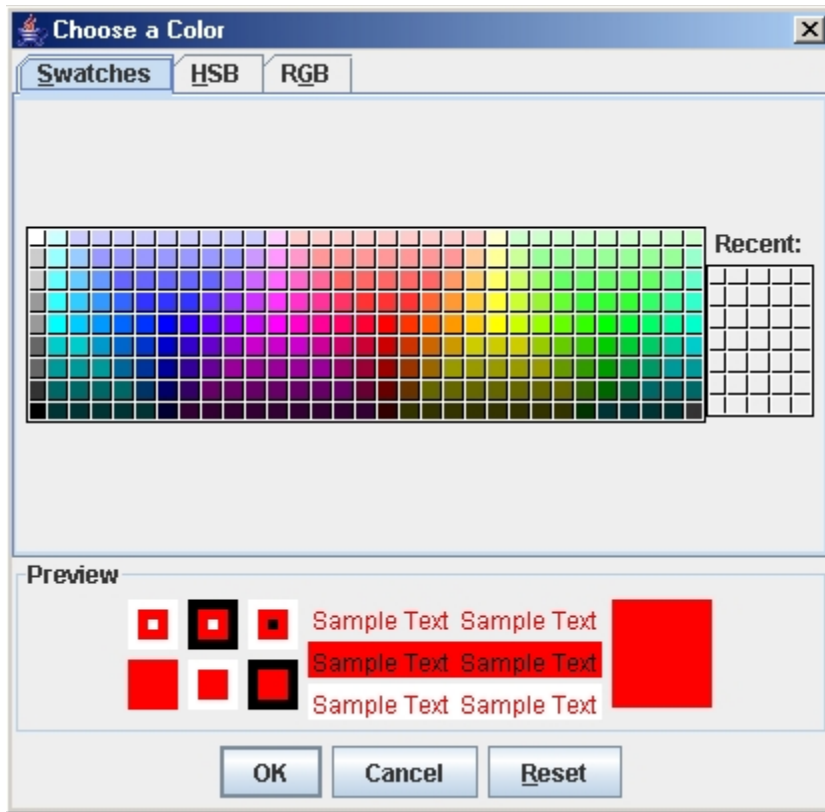 Choose a Color
Swatches HSB RGB
Recent:
Preview
Sample Text Sample Text
Sample Text Sample Text
Sample Text Sample Text
OK Cancel Reset